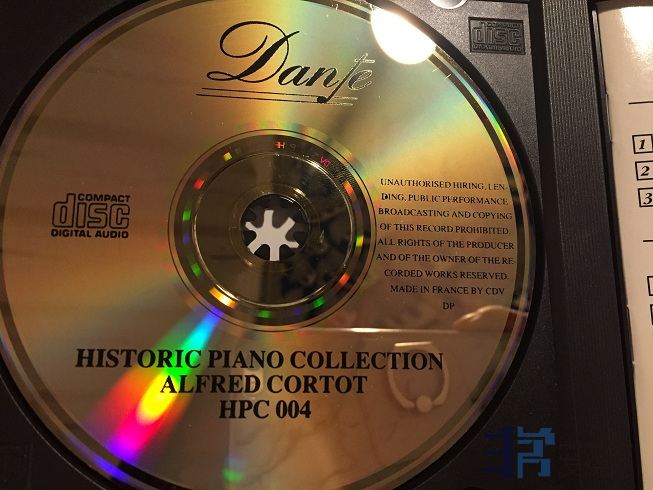 Dante
COMPACT
disc
DIGITAL AUDIO
UNAUTHORISED HIRING, LEN-
DING, PUBLIC PERFORMANCE
BROADCASTING AND COPYING
OF THIS RECORD PROHIBITED.
ALL RIGHTS OF THE PRODUCER
AND OF THE OWNER OF THE RE-
CORDED WORKS RESERVED.
MADE IN FRANCE BY CDV
DP
HISTORIC PIANO COLLECTION
ALFRED CORTOT
HPC 004
disc
1
2
3